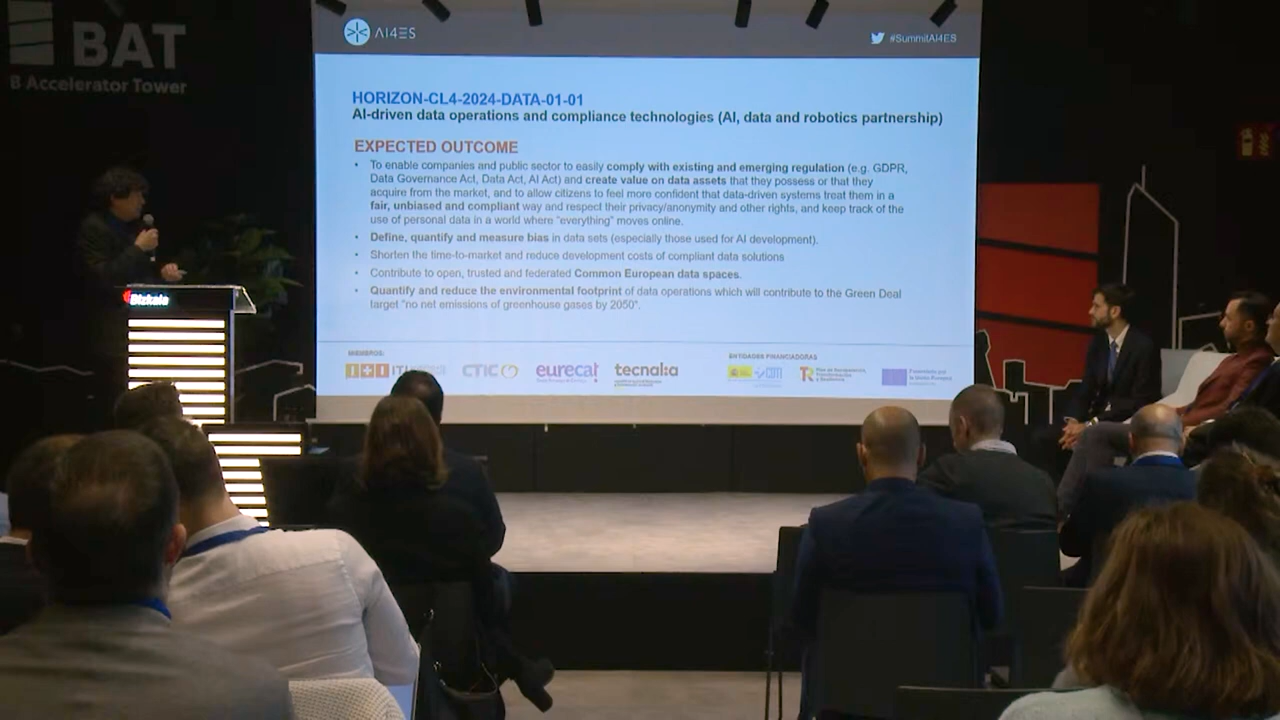 BAT
B Accelerator Tower
AI4ES
#SummitAI4ES
HORIZON-CL4-2024-DATA-01-01
AI-driven data operations and compliance technologies (AI, data and robotics partnership)
EXPECTED OUTCOME
• To enable companies and public sector to easily comply with existing and emerging regulation (e.g. GDPR,
Data Governance Act, Data Act, AI Act) and create value on data assets that they possess or that they
acquire from the market, and to allow citizens to feel more confident that data-driven systems treat them in a
fair, unbiased and compliant way and respect their privacy/anonymity and other rights, and keep track of the
use of personal data in a world where "everything" moves online.
• Define, quantify and measure bias in data sets (especially those used for AI development).
• Shorten the time-to-market and reduce development costs of compliant data solutions
• Contribute to open, trusted and federated Common European data spaces.
• Quantify and reduce the environmental footprint of data operations which will contribute to the Green Deal
target "no net emissions of greenhouse gases by 2050".
MIEMBROS:
ITI
CTIC
eurecat
tecnalia
ENTIDADES FINANCIADORAS
Bizkaia